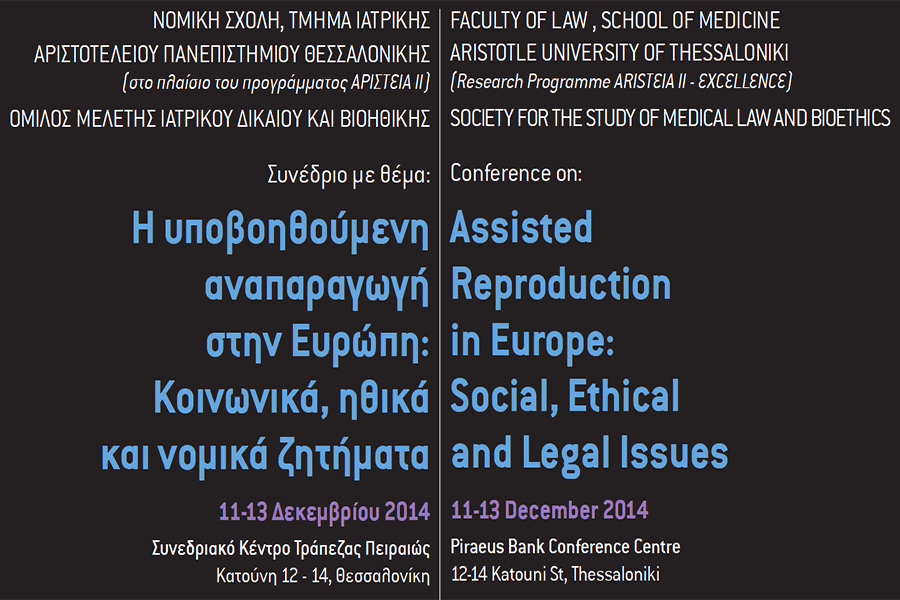 ΝΟΜΙΚΗ ΣΧΟΛΗ, ΤΜΗΜΑ ΙΑΤΡΙΚΗΣ
ΑΡΙΣΤΟΤΕΛΕΙΟΥ ΠΑΝΕΠΙΣΤΗΜΙΟΥ ΘΕΣΣΑΛΟΝΙΚΗΣ
(στο πλαίσιο του προγράμματος ΑΡΙΣΤΕΙΑ ΙΙ)
ΟΜΙΛΟΣ ΜΕΛΕΤΗΣ ΙΑΤΡΙΚΟΥ ΔΙΚΑΙΟΥ ΚΑΙ ΒΙΟΗΘΙΚΗΣ
Συνέδριο με θέμα:
Η υποβοηθούμενη
αναπαραγωγή
στην Ευρώπη:
Κοινωνικά, ηθικά
και νομικά ζητήματα
11-13 Δεκεμβρίου 2014
Συνεδριακό Κέντρο Τράπεζας Πειραιώς
Κατούνη 12 - 14, Θεσσαλονίκη
FACULTY OF LAW , SCHOOL OF MEDICINE
ARISTOTLE UNIVERSITY OF THESSALONIKI
(Research Programme ARISTEIA II - EXCELLENCE)
SOCIETY FOR THE STUDY OF MEDICAL LAW AND BIOETHICS
Conference on:
Assisted
Reproduction
in Europe:
Social, Ethical
and Legal Issues
11-13 December 2014
Piraeus Bank Conference Centre
12-14 Katouni St, Thessaloniki